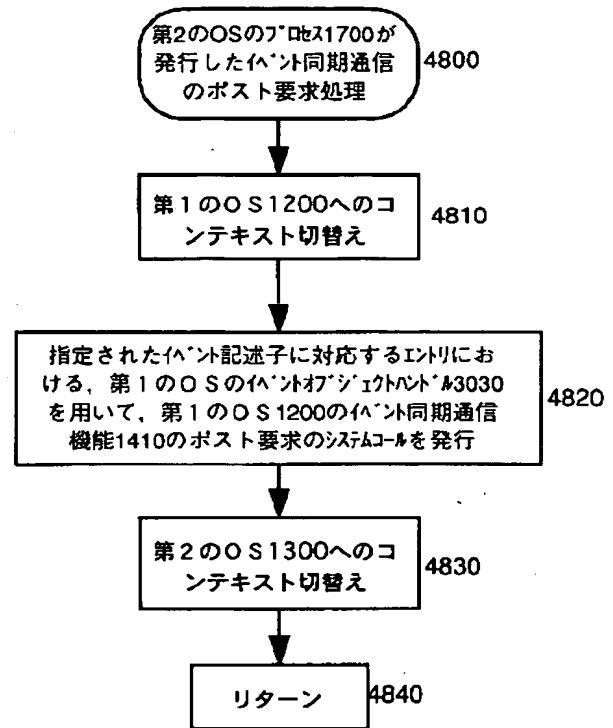 第2のOSのﾌﾟﾛｾｽ1700が
発行したｲﾍﾞﾝﾄ同期通信
のポスト要求処理
4800
第1のOS1200へのコ
ンテキスト切替え
4810
指定されたｲﾍﾞﾝﾄ記述子に対応するｴﾝﾄﾘにお
ける，第1のOSのｲﾍﾞﾝﾄｵﾌﾞｼﾞｪｸﾄﾊﾝﾄﾞﾙ3030
を用いて，第1のOS1200のｲﾍﾞﾝﾄ同期通信
機能1410のポスト要求のｼｽﾃﾑｺｰﾙを発行
4820
第2のOS1300へのコ
ンテキスト切替え
4830
リターン
4840